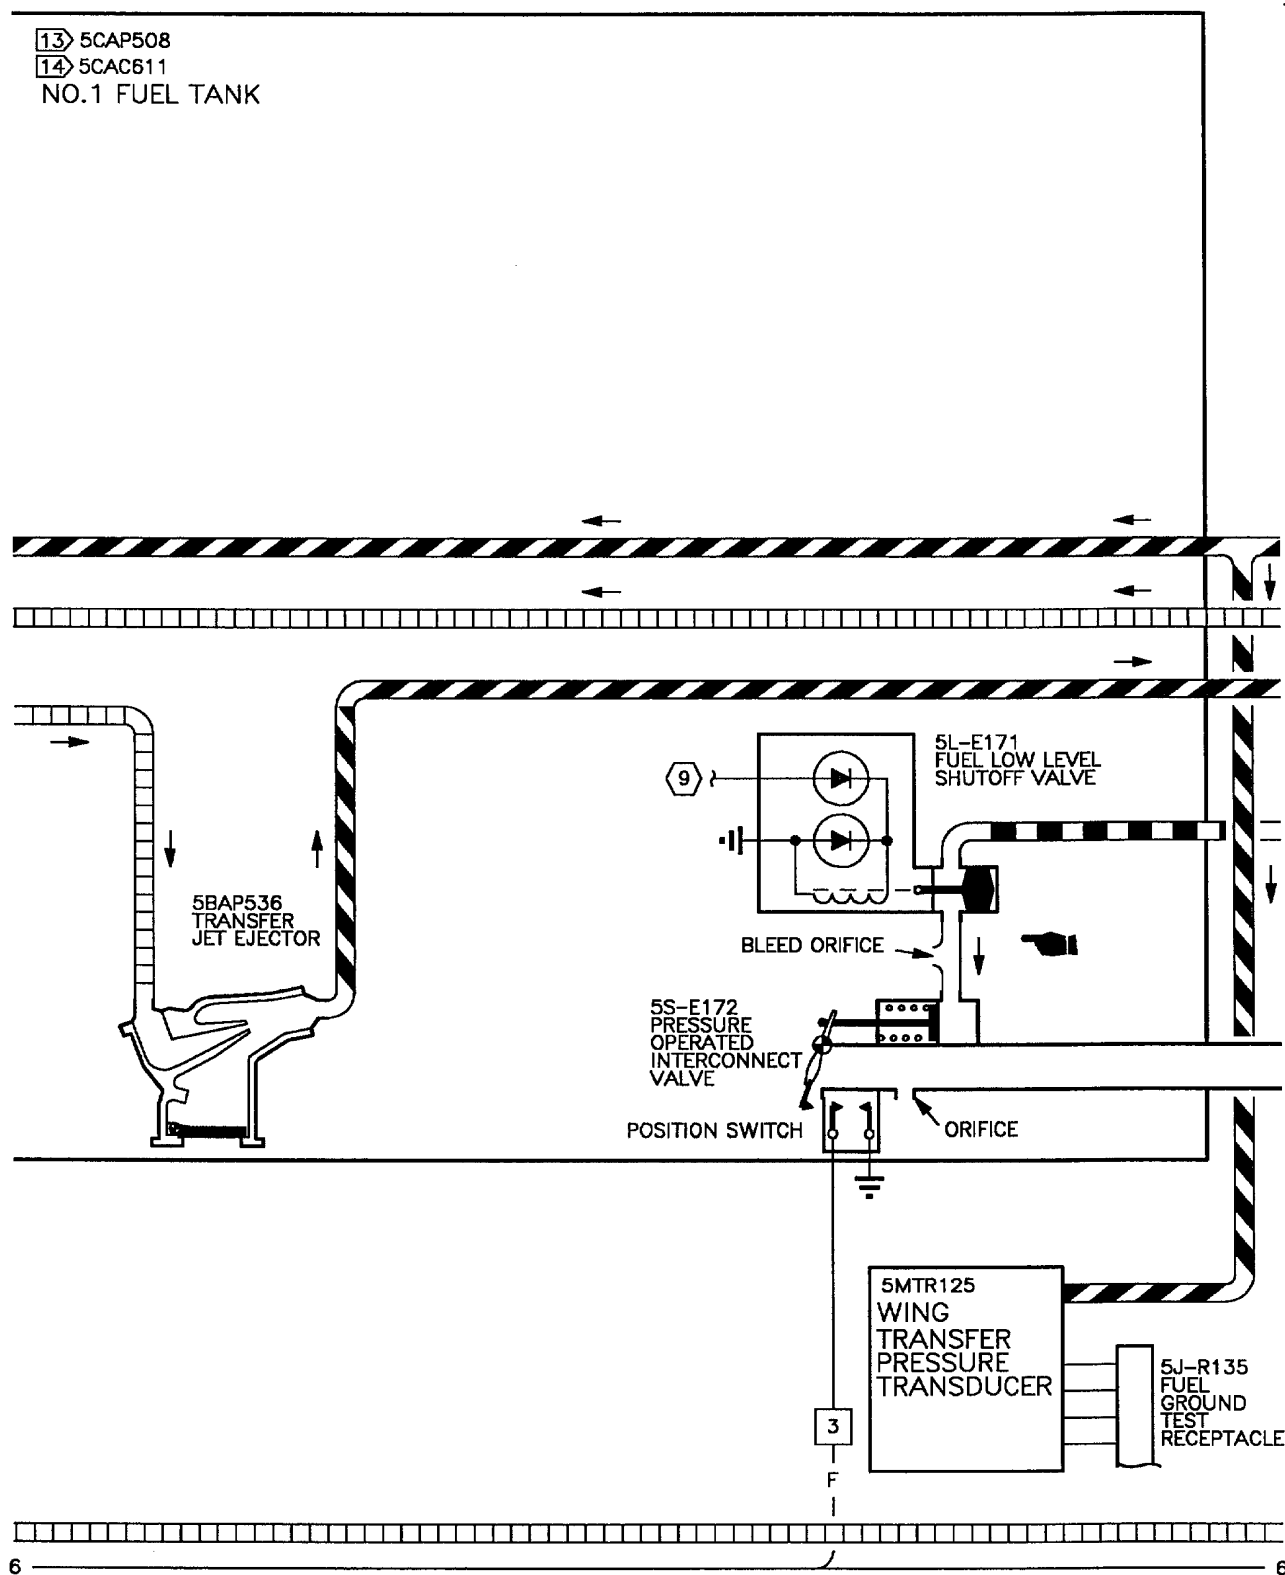 13 5CAP508
14 5CAC611
NO.1 FUEL TANK
5L-E171
FUEL LOW LEVEL
SHUTOFF VALVE
9
5BAP536
TRANSFER
JET EJECTOR
BLEED ORIFICE
5S-E172
PRESSURE
OPERATED
INTERCONNECT
VALVE
POSITION SWITCH
ORIFICE
5MTR125
WING
TRANSFER
PRESSURE
TRANSDUCER
5J-R135
FUEL
GROUND
TEST
RECEPTACLE
3
F
6
6